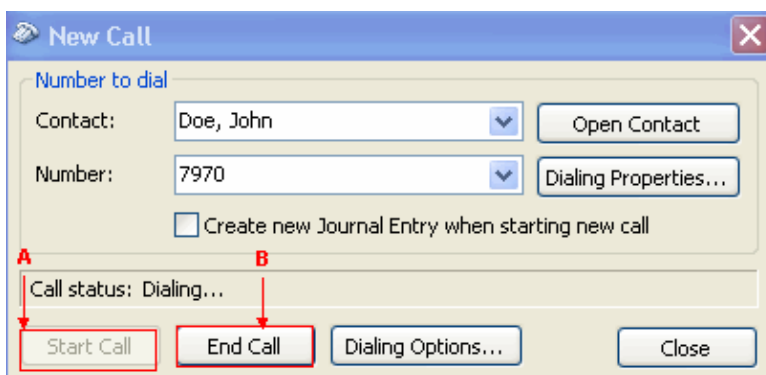 New Call
Number to dial
Contact: Doe, John Open Contact
Number: 7970 Dialing Properties...
Create new Journal Entry when starting new call
A B
Call status: Dialing...
Start Call End Call Dialing Options... Close